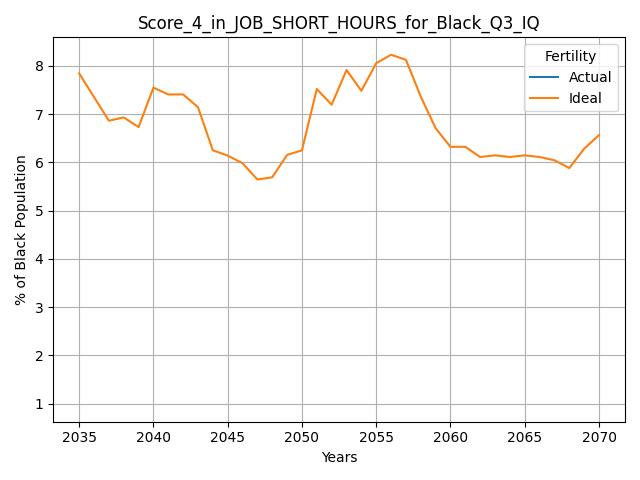 Score_4_in_JOB_SHORT_HOURS_for_Black_Q3_IQ
Fertility
Actual
Ideal
% of Black Population
8
7
6
5
4
3
2
1
2035 2040 2045 2050 2055 2060 2065 2070
Years